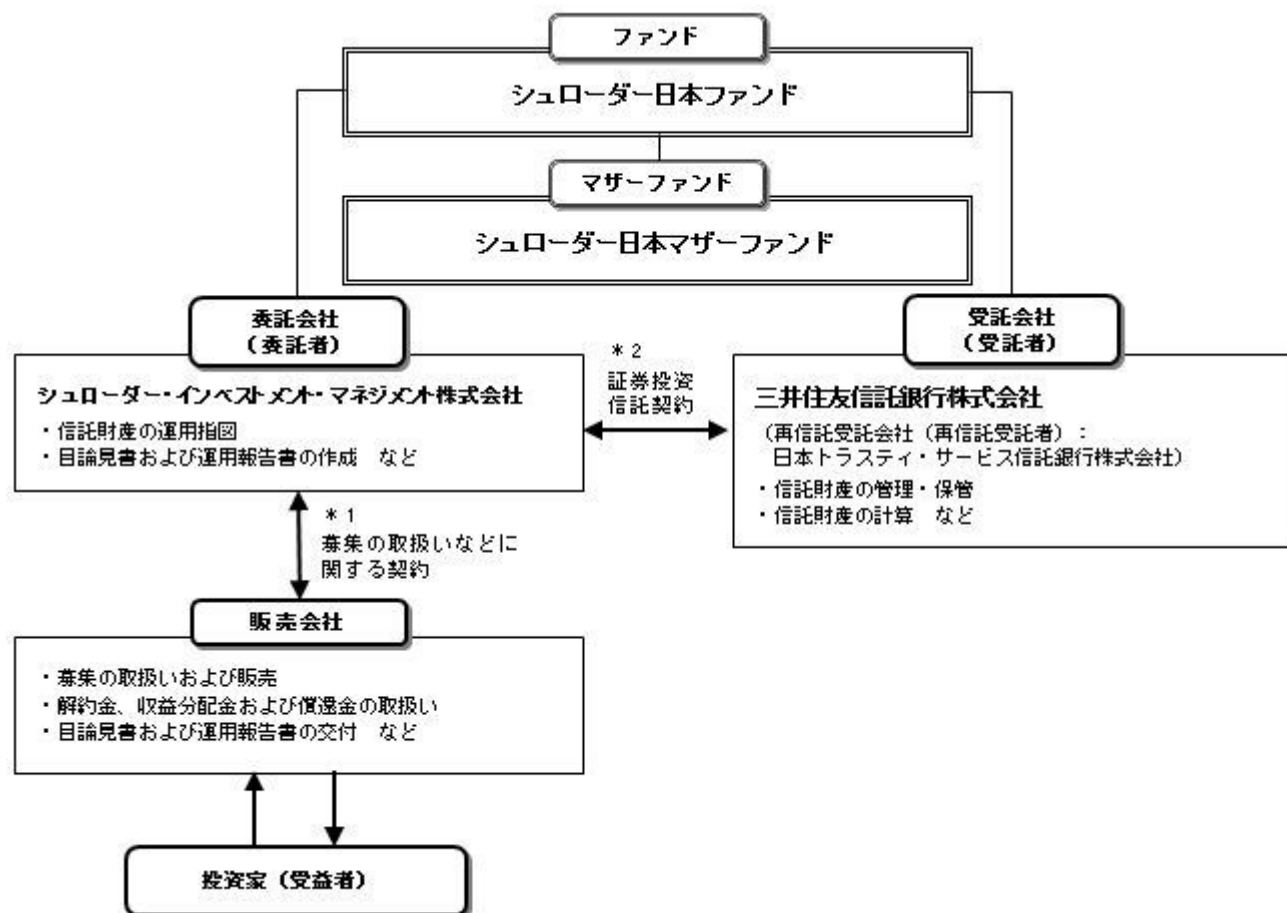 ファンド
シュローダー日本ファンド
マザーファンド
シュローダー日本マザーファンド
委託会社
（委託者）
シュローダー・インベストメント・マネジメント株式会社
・信託財産の運用指図
・目論見書および運用報告書の作成　など
＊2
証券投資
信託契約
受託会社
（受託者）
三井住友信託銀行株式会社
（再信託受託会社（再信託受託者）：
日本トラスティ・サービス信託銀行株式会社）
・信託財産の管理・保管
・信託財産の計算　など
＊1
募集の取扱いなどに
関する契約
販売会社
・募集の取扱いおよび販売
・解約金、収益分配金および償還金の取扱い
・目論見書および運用報告書の交付　など
投資家（受益者）